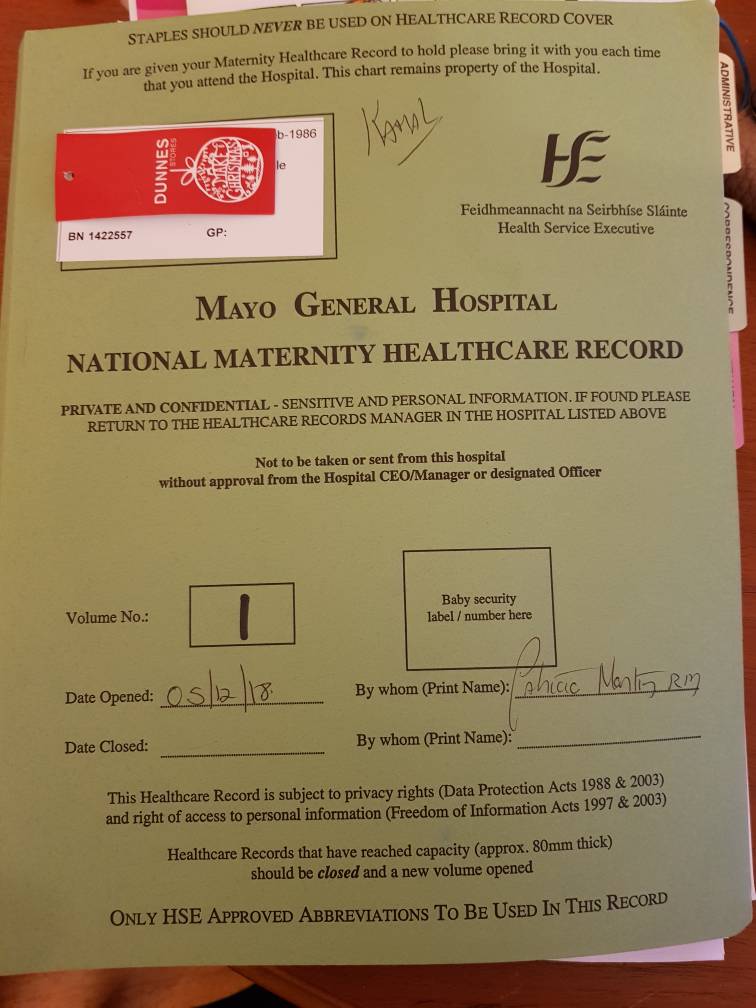 STAPLES SHOULD NEVER BE USED ON HEALTHCARE RECORD COVER
If you are given your Maternity Healthcare Record to hold please bring it with you each time
that you attend the Hospital. This chart remains property of the Hospital.
ADMINISTRATIVE
CORRESPONDENCE
KAMAL
b-1986
le
DUNNES
STORES
MAKE
CHRISTMAS
BN 1422557 GP:
HE
Feidhmeannacht na Seirbhíse Sláinte
Health Service Executive
MAYO GENERAL HOSPITAL
NATIONAL MATERNITY HEALTHCARE RECORD
PRIVATE AND CONFIDENTIAL - SENSITIVE AND PERSONAL INFORMATION. IF FOUND PLEASE
RETURN TO THE HEALTHCARE RECORDS MANAGER IN THE HOSPITAL LISTED ABOVE
Not to be taken or sent from this hospital
without approval from the Hospital CEO/Manager or designated Officer
Volume No.: 1
Baby security
label / number here
Date Opened: 05/12/18. By whom (Print Name): Patricia Martin RM
Date Closed: By whom (Print Name):
This Healthcare Record is subject to privacy rights (Data Protection Acts 1988 & 2003)
and right of access to personal information (Freedom of Information Acts 1997 & 2003)
Healthcare Records that have reached capacity (approx. 80mm thick)
should be closed and a new volume opened
ONLY HSE APPROVED ABBREVIATIONS TO BE USED IN THIS RECORD